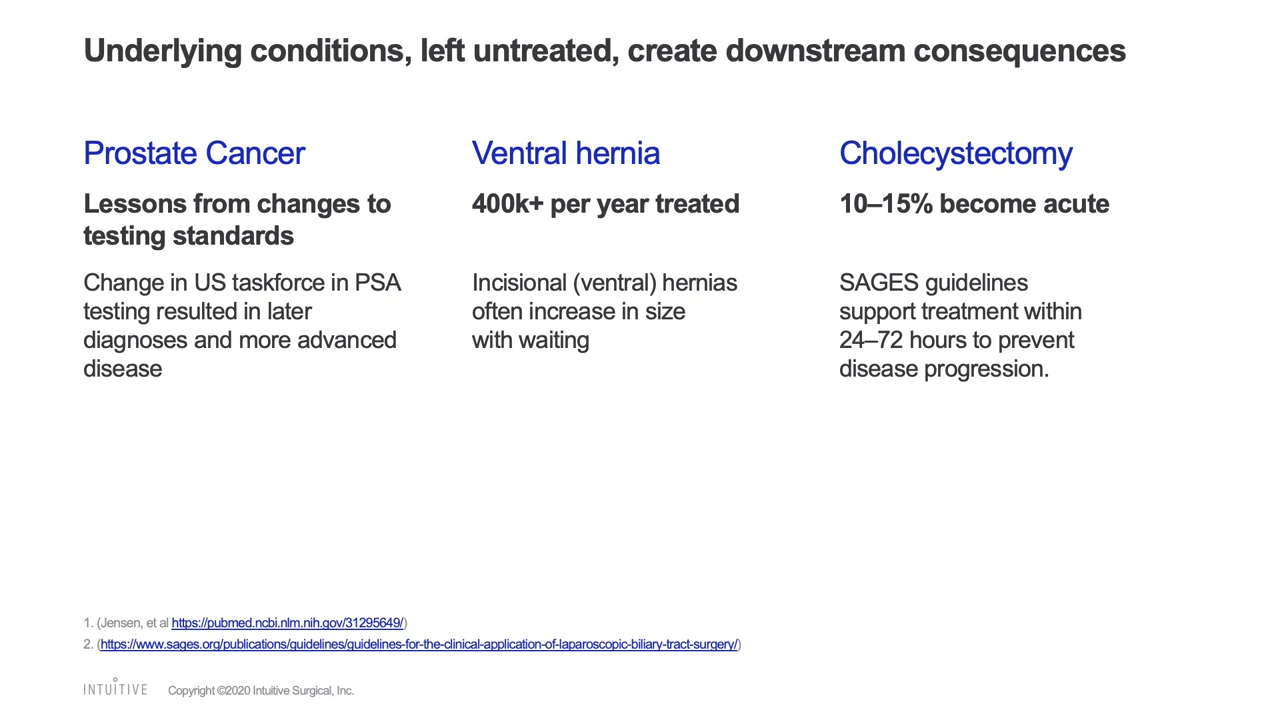 Underlying conditions, left untreated, create downstream consequences
Prostate Cancer
Lessons from changes to
testing standards
Change in US taskforce in PSA
testing resulted in later
diagnoses and more advanced
disease
Ventral hernia
400k+ per year treated
Incisional (ventral) hernias
often increase in size
with waiting
Cholecystectomy
10–15% become acute
SAGES guidelines
support treatment within
24–72 hours to prevent
disease progression.
1. (Jensen, et al https://pubmed.ncbi.nlm.nih.gov/31295649/)
2. (https://www.sages.org/publications/guidelines/guidelines-for-the-clinical-application-of-laparoscopic-biliary-tract-surgery/)
INTUITIVE Copyright ©2020 Intuitive Surgical, Inc.